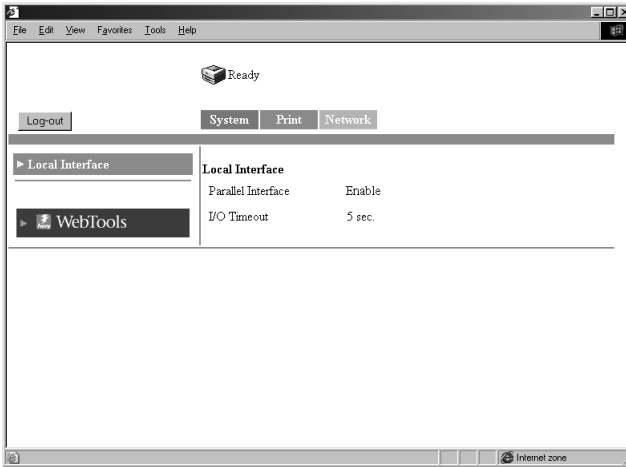 File Edit View Favorites Tools Help
Ready
Log-out
System Print Network
Local Interface
Local Interface
Parallel Interface Enable
I/O Timeout 5 sec.
WebTools
Internet zone